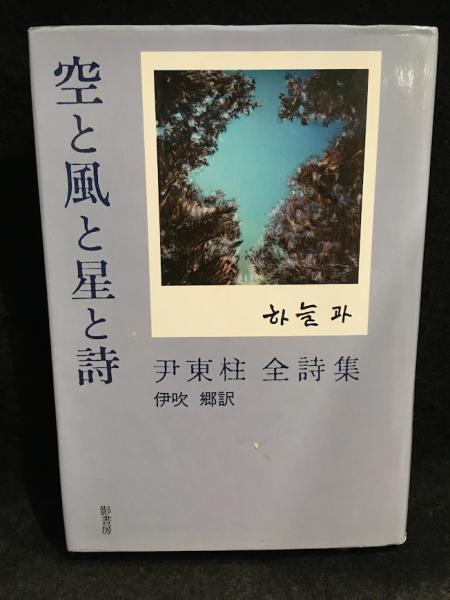 空と風と星と詩
하늘과
尹東柱 全詩集
伊吹 郷訳
影書房